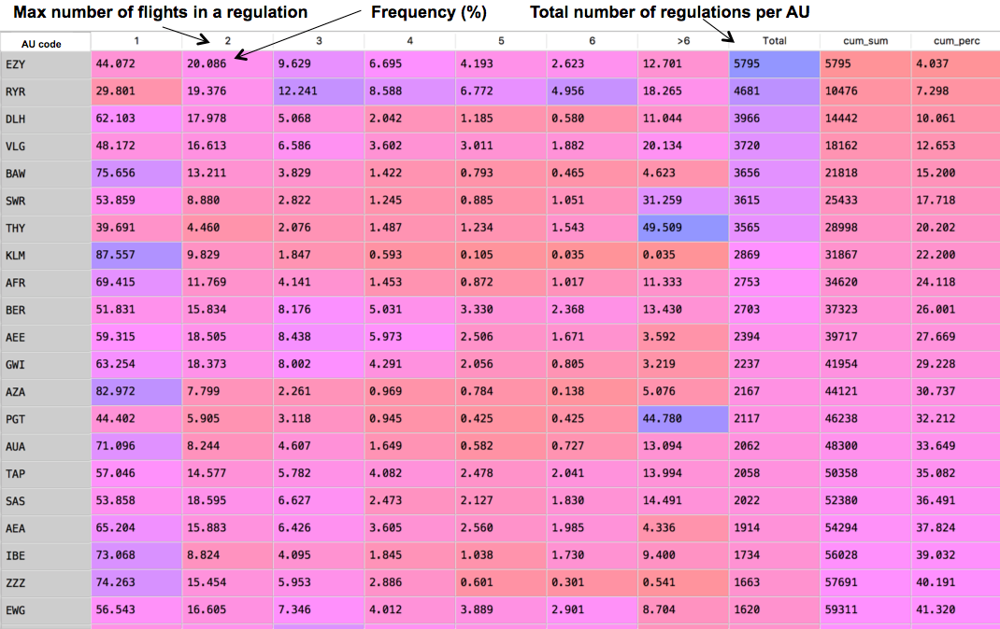 Max number of flights in a regulation Frequency (%) Total number of regulations per AU
AU code 1 2 3 4 5 6 >6 Total cum_sum cum_perc
EZY 44.072 20.086 9.629 6.695 4.193 2.623 12.701 5795 5795 4.037
RYR 29.801 19.376 12.241 8.588 6.772 4.956 18.265 4681 10476 7.298
DLH 62.103 17.978 5.068 2.042 1.185 0.580 11.044 3966 14442 10.061
VLG 48.172 16.613 6.586 3.602 3.011 1.882 20.134 3720 18162 12.653
BAW 75.656 13.211 3.829 1.422 0.793 0.465 4.623 3656 21818 15.200
SWR 53.859 8.880 2.822 1.245 0.885 1.051 31.259 3615 25433 17.718
THY 39.691 4.460 2.076 1.487 1.234 1.543 49.509 3565 28998 20.202
KLM 87.557 9.829 1.847 0.593 0.105 0.035 0.035 2869 31867 22.200
AFR 69.415 11.769 4.141 1.453 0.872 1.017 11.333 2753 34620 24.118
BER 51.831 15.834 8.176 5.031 3.330 2.368 13.430 2703 37323 26.001
AEE 59.315 18.505 8.438 5.973 2.506 1.671 3.592 2394 39717 27.669
GWI 63.254 18.373 8.002 4.291 2.056 0.805 3.219 2237 41954 29.228
AZA 82.972 7.799 2.261 0.969 0.784 0.138 5.076 2167 44121 30.737
PGT 44.402 5.905 3.118 0.945 0.425 0.425 44.780 2117 46238 32.212
AUA 71.096 8.244 4.607 1.649 0.582 0.727 13.094 2062 48300 33.649
TAP 57.046 14.577 5.782 4.082 2.478 2.041 13.994 2058 50358 35.082
SAS 53.858 18.595 6.627 2.473 2.127 1.830 14.491 2022 52380 36.491
AEA 65.204 15.883 6.426 3.605 2.560 1.985 4.336 1914 54294 37.824
IBE 73.068 8.824 4.095 1.845 1.038 1.730 9.400 1734 56028 39.032
ZZZ 74.263 15.454 5.953 2.886 0.601 0.301 0.541 1663 57691 40.191
EWG 56.543 16.605 7.346 4.012 3.889 2.901 8.704 1620 59311 41.320